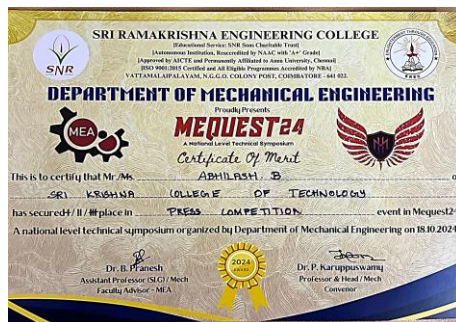 SRI RAMAKRISHNA ENGINEERING COLLEGE
[Educational Service: SNR Sons Charitable Trust]
[Autonomous Institution, Reaccredited by NAAC with 'A+' Grade]
[Approved by AICTE and Permanently Affiliated to Anna University, Chennai]
[ISO 9001:2015 Certified and All Eligible Programmes Accredited by NBA]
VATTAMALAIPALAYAM, N.G.G.O. COLONY POST, COIMBATORE - 641 022.
SNR
SREC
DEPARTMENT OF MECHANICAL ENGINEERING
Proudly Presents
MEA
MEQUEST24
A National Level Technical Symposium
Certificate Of Merit
This is to certify that Mr./Ms. ABHILASH. B o
SRI KRISHNA COLLEGE OF TECHNOLOGY
has secured I / II / III place in PRESS COMPETITION event in Mequest2
A national level technical symposium organized by Department of Mechanical Engineering on 18.10.2024
2024
Dr. B. Pranesh
Assistant Professor (SLG) / Mech
Faculty Advisor - MEA
Dr. P. Karuppuswamy
Professor & Head / Mech
Convenor